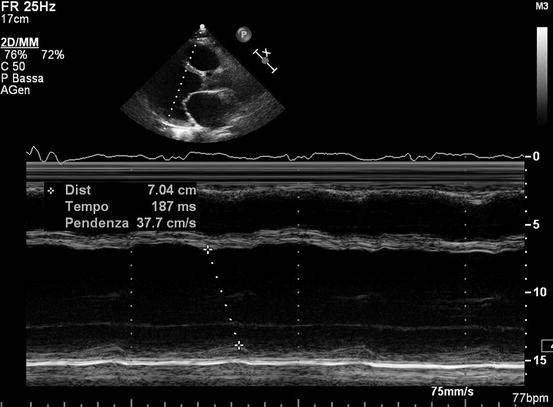 FR 25Hz
17cm
M3
2D/MM
76% 72%
C 50
P Bassa
AGen
P
0
Dist 7.04 cm
Tempo 187 ms
Pendenza 37.7 cm/s
5
10
15
75mm/s
77bpm